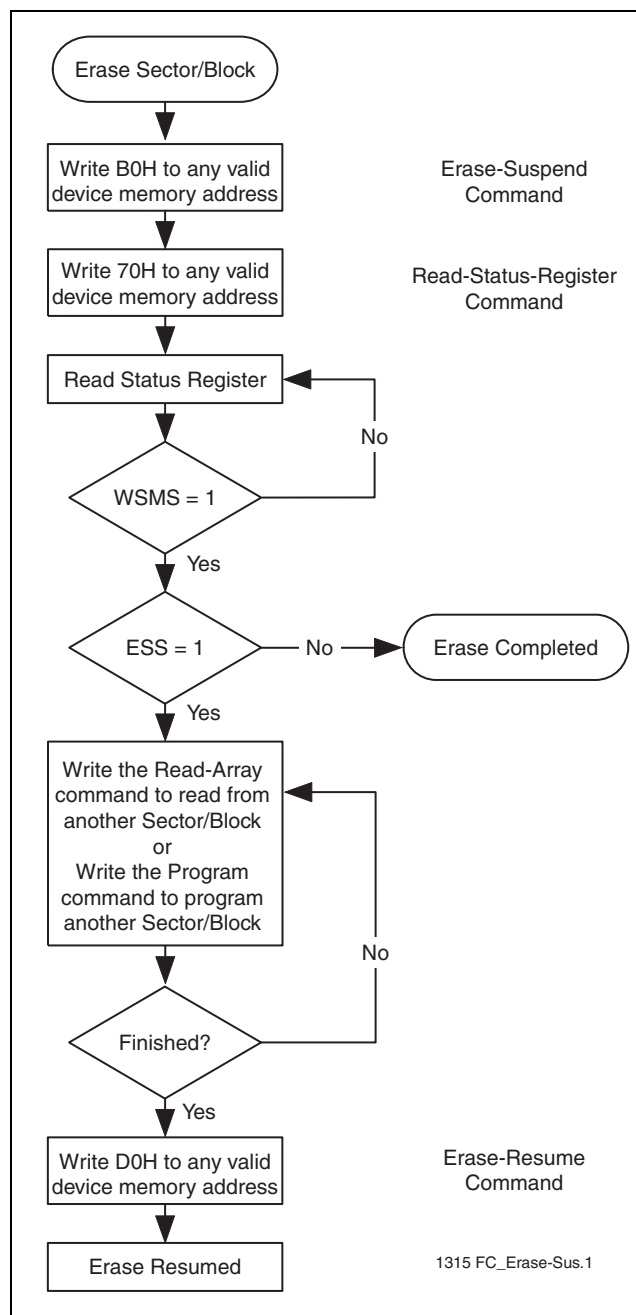 Erase Sector/Block
Write B0H to any valid
device memory address
Erase-Suspend
Command
Write 70H to any valid
device memory address
Read-Status-Register
Command
Read Status Register
No
WSMS = 1
Yes
ESS = 1
No
Erase Completed
Yes
Write the Read-Array
command to read from
another Sector/Block
or
Write the Program
command to program
another Sector/Block
No
Finished?
Yes
Write D0H to any valid
device memory address
Erase-Resume
Command
Erase Resumed
1315 FC_Erase-Sus.1